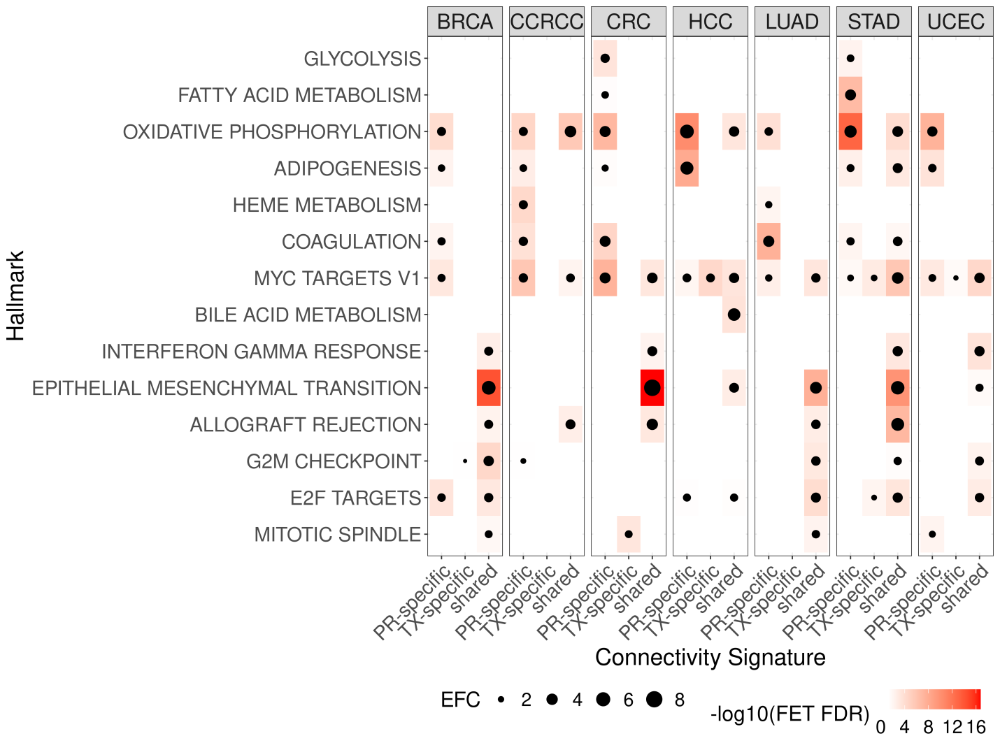 BRCA CCRCC CRC HCC LUAD STAD UCEC
GLYCOLYSIS
FATTY ACID METABOLISM
OXIDATIVE PHOSPHORYLATION
ADIPOGENESIS
HEME METABOLISM
COAGULATION
MYC TARGETS V1
BILE ACID METABOLISM
INTERFERON GAMMA RESPONSE
EPITHELIAL MESENCHYMAL TRANSITION
ALLOGRAFT REJECTION
G2M CHECKPOINT
E2F TARGETS
MITOTIC SPINDLE
Hallmark
PR-specific TX-specific shared PR-specific TX-specific shared PR-specific TX-specific shared PR-specific TX-specific shared PR-specific TX-specific shared PR-specific TX-specific shared PR-specific TX-specific shared
Connectivity Signature
EFC 2 4 6 8
-log10(FET FDR)
0 4 8 12 16